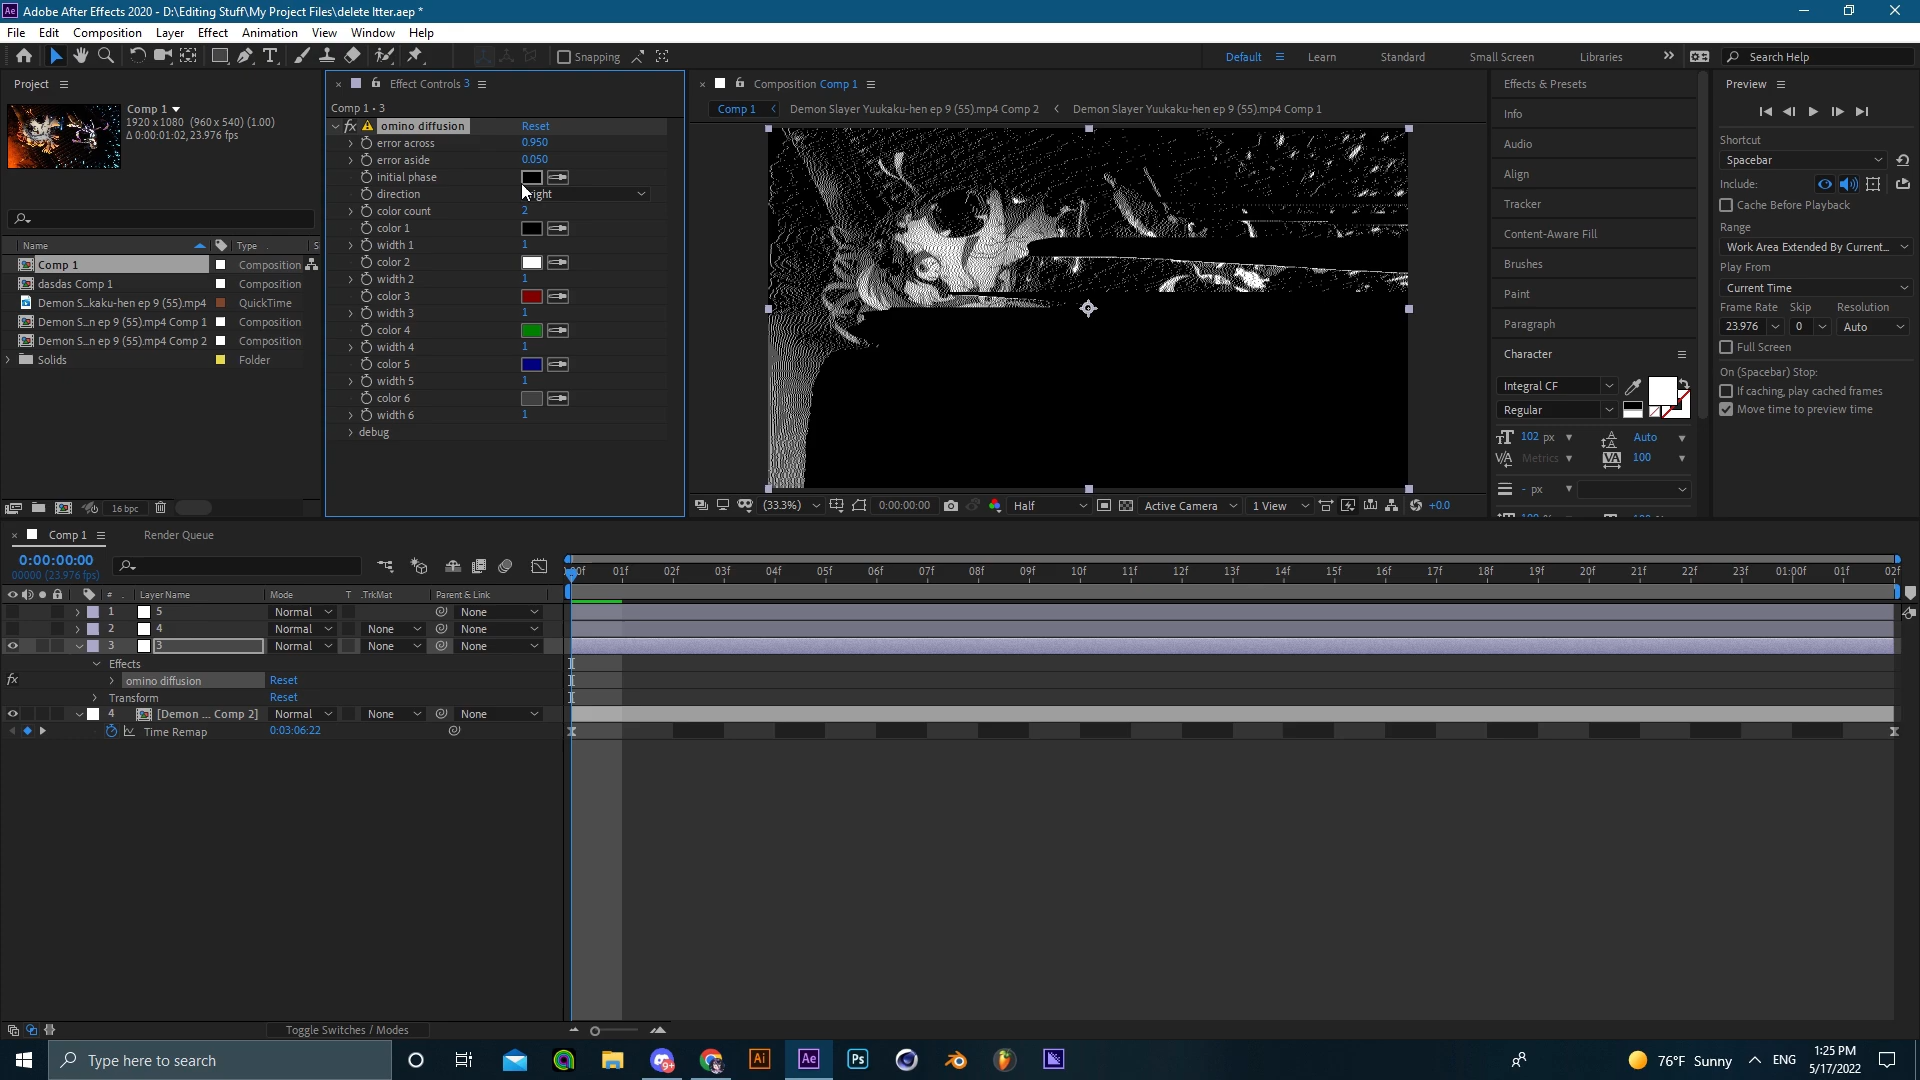 Ae Adobe After Effects 2020 - D:\Editing Stuff\My Project Files\delete ltter.aep *
File Edit Composition Layer Effect Animation View Window Help
Snapping Default Learn Standard Small Screen Libraries Search Help
Project
Comp 1
1920 x 1080 (960 x 540) (1.00)
Δ 0:00:01:02, 23.976 fps
Name Type S
Comp 1 Composition
dasdas Comp 1 Composition
Demon S...kaku-hen ep 9 (55).mp4 QuickTime
Demon S...n ep 9 (55).mp4 Comp 1 Composition
Demon S...n ep 9 (55).mp4 Comp 2 Composition
Solids Folder
16 bpc
Effect Controls 3
Comp 1 • 3
fx omino diffusion Reset
error across 0.950
error aside 0.050
initial phase
direction right
color count 2
color 1
width 1 1
color 2
width 2 1
color 3
width 3 1
color 4
width 4 1
color 5
width 5 1
color 6
width 6 1
debug
Composition Comp 1
Comp 1 Demon Slayer Yuukaku-hen ep 9 (55).mp4 Comp 2 Demon Slayer Yuukaku-hen ep 9 (55).mp4 Comp 1
(33.3%) 0:00:00:00 Half Active Camera 1 View +0.0
Effects & Presets
Info
Audio
Align
Tracker
Content-Aware Fill
Brushes
Paint
Paragraph
Character
Integral CF
Regular
102 px Auto
Metrics 100
- px
Preview
Shortcut
Spacebar
Include:
Cache Before Playback
Range
Work Area Extended By Current...
Play From
Current Time
Frame Rate Skip Resolution
23.976 0 Auto
Full Screen
On (Spacebar) Stop:
If caching, play cached frames
Move time to preview time
Comp 1 Render Queue
0:00:00:00
00000 (23.976 fps)
:00f 01f 02f 03f 04f 05f 06f 07f 08f 09f 10f 11f 12f 13f 14f 15f 16f 17f 18f 19f 20f 21f 22f 23f 01:00f 01f 02f
# Layer Name Mode T .TrkMat Parent & Link
1 5 Normal None
2 4 Normal None None
3 3 Normal None None
Effects
fx omino diffusion Reset
Transform Reset
4 [Demon ... Comp 2] Normal None None
Time Remap 0:03:06:22
Toggle Switches / Modes
Type here to search
9+ Ai Ae Ps
76°F Sunny ENG
1:25 PM
5/17/2022